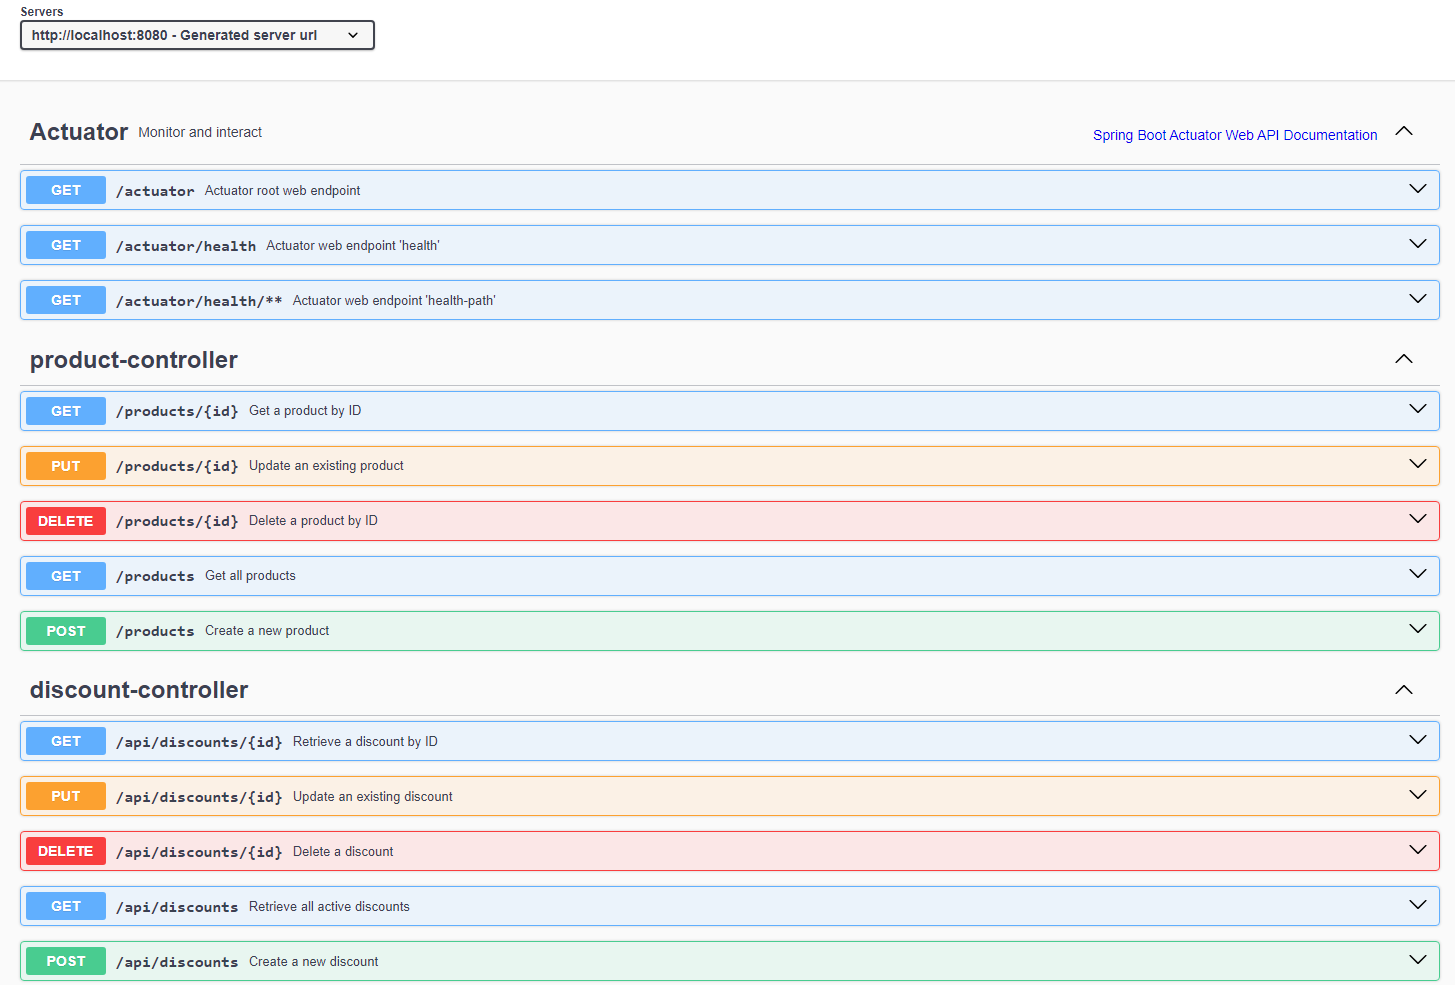 Servers
http://localhost:8080 - Generated server url
Actuator Monitor and interact Spring Boot Actuator Web API Documentation
GET /actuator Actuator root web endpoint
GET /actuator/health Actuator web endpoint 'health'
GET /actuator/health/** Actuator web endpoint 'health-path'
product-controller
GET /products/{id} Get a product by ID
PUT /products/{id} Update an existing product
DELETE /products/{id} Delete a product by ID
GET /products Get all products
POST /products Create a new product
discount-controller
GET /api/discounts/{id} Retrieve a discount by ID
PUT /api/discounts/{id} Update an existing discount
DELETE /api/discounts/{id} Delete a discount
GET /api/discounts Retrieve all active discounts
POST /api/discounts Create a new discount